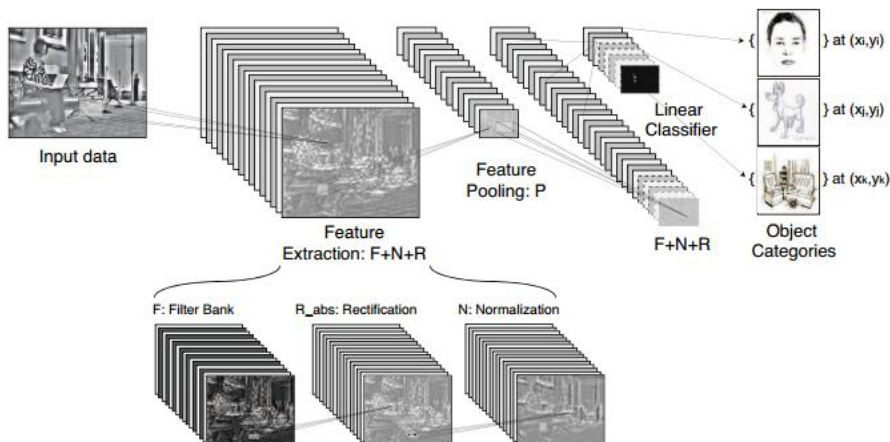 Input data
Feature
Extraction: F+N+R
Feature
Pooling: P
F+N+R
Linear
Classifier
{ } at (xi,yi)
{ } at (xj,yj)
{ } at (xk,yk)
Object
Categories
F: Filter Bank
R_abs: Rectification
N: Normalization